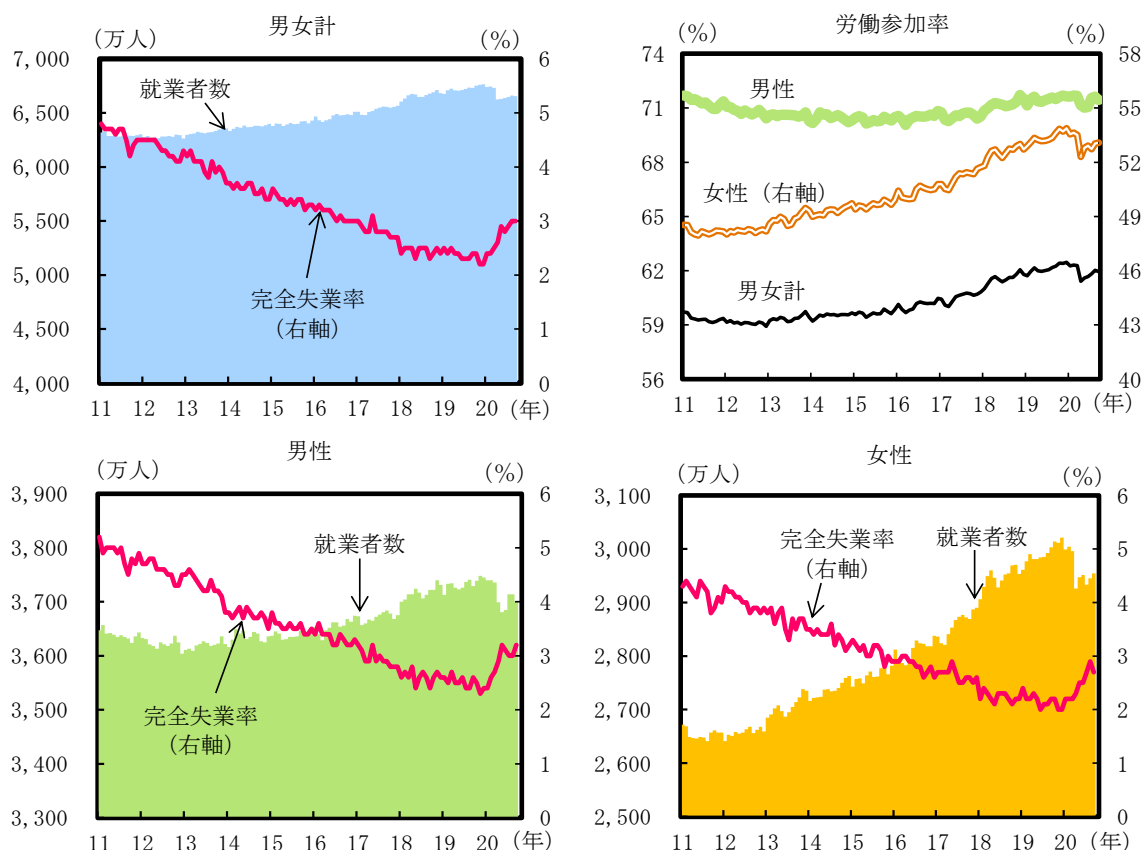 男女計
(万人)
(%)
7,000
6,500
6,000
5,500
5,000
4,500
4,000
6
5
4
3
2
1
0
就業者数
完全失業率
(右軸)
11 12 13 14 15 16 17 18 19 20 (年)
労働参加率
(%)
(%)
74
71
68
65
62
59
56
58
55
52
49
46
43
40
男性
女性 (右軸)
男女計
11 12 13 14 15 16 17 18 19 20 (年)
男性
(万人)
(%)
3,900
3,800
3,700
3,600
3,500
3,400
3,300
6
5
4
3
2
1
0
就業者数
完全失業率
(右軸)
11 12 13 14 15 16 17 18 19 20 (年)
女性
(万人)
(%)
3,100
3,000
2,900
2,800
2,700
2,600
2,500
6
5
4
3
2
1
0
完全失業率
(右軸)
就業者数
11 12 13 14 15 16 17 18 19 20 (年)